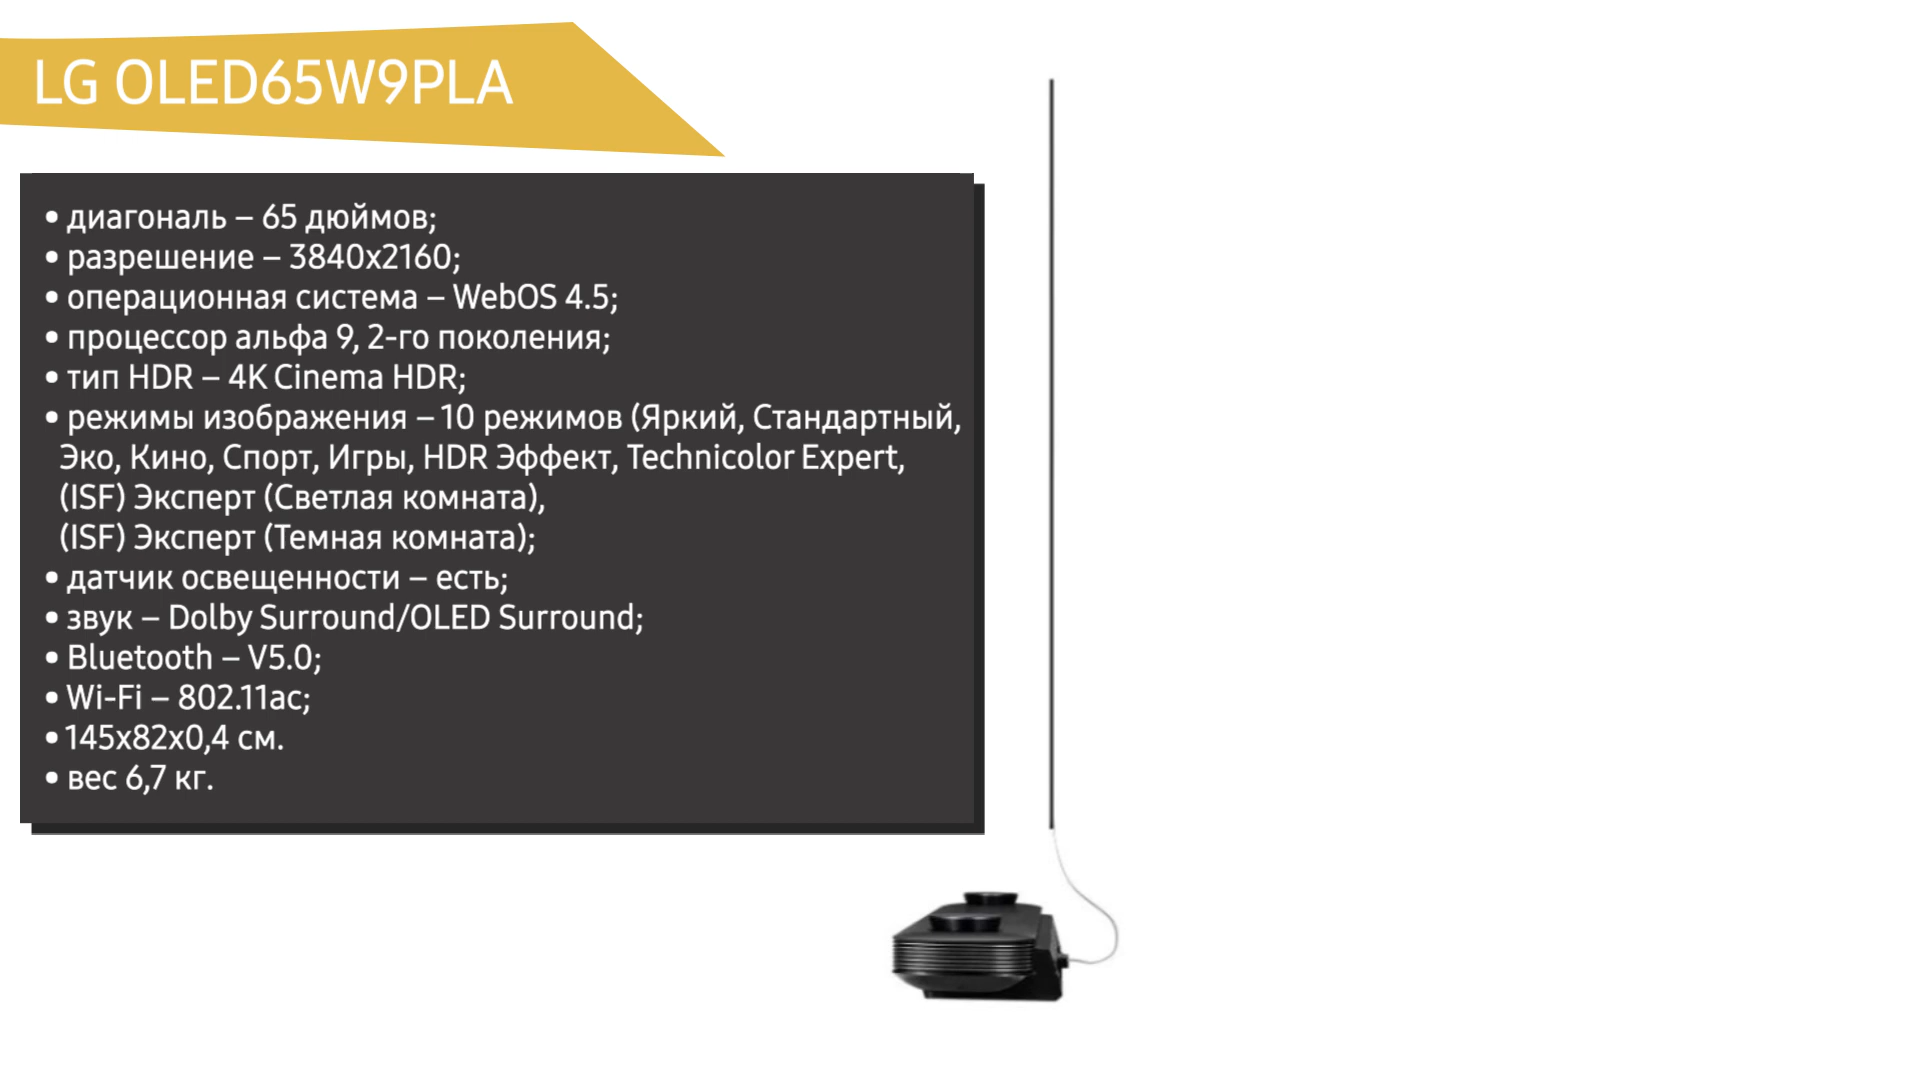 LG OLED65W9PLA
• диагональ – 65 дюймов;
• разрешение – 3840x2160;
• операционная система – WebOS 4.5;
• процессор альфа 9, 2-го поколения;
• тип HDR – 4K Cinema HDR;
• режимы изображения – 10 режимов (Яркий, Стандартный,
Эко, Кино, Спорт, Игры, HDR Эффект, Technicolor Expert,
(ISF) Эксперт (Светлая комната),
(ISF) Эксперт (Темная комната);
• датчик освещенности – есть;
• звук – Dolby Surround/OLED Surround;
• Bluetooth – V5.0;
• Wi-Fi – 802.11ac;
• 145x82x0,4 см.
• вес 6,7 кг.